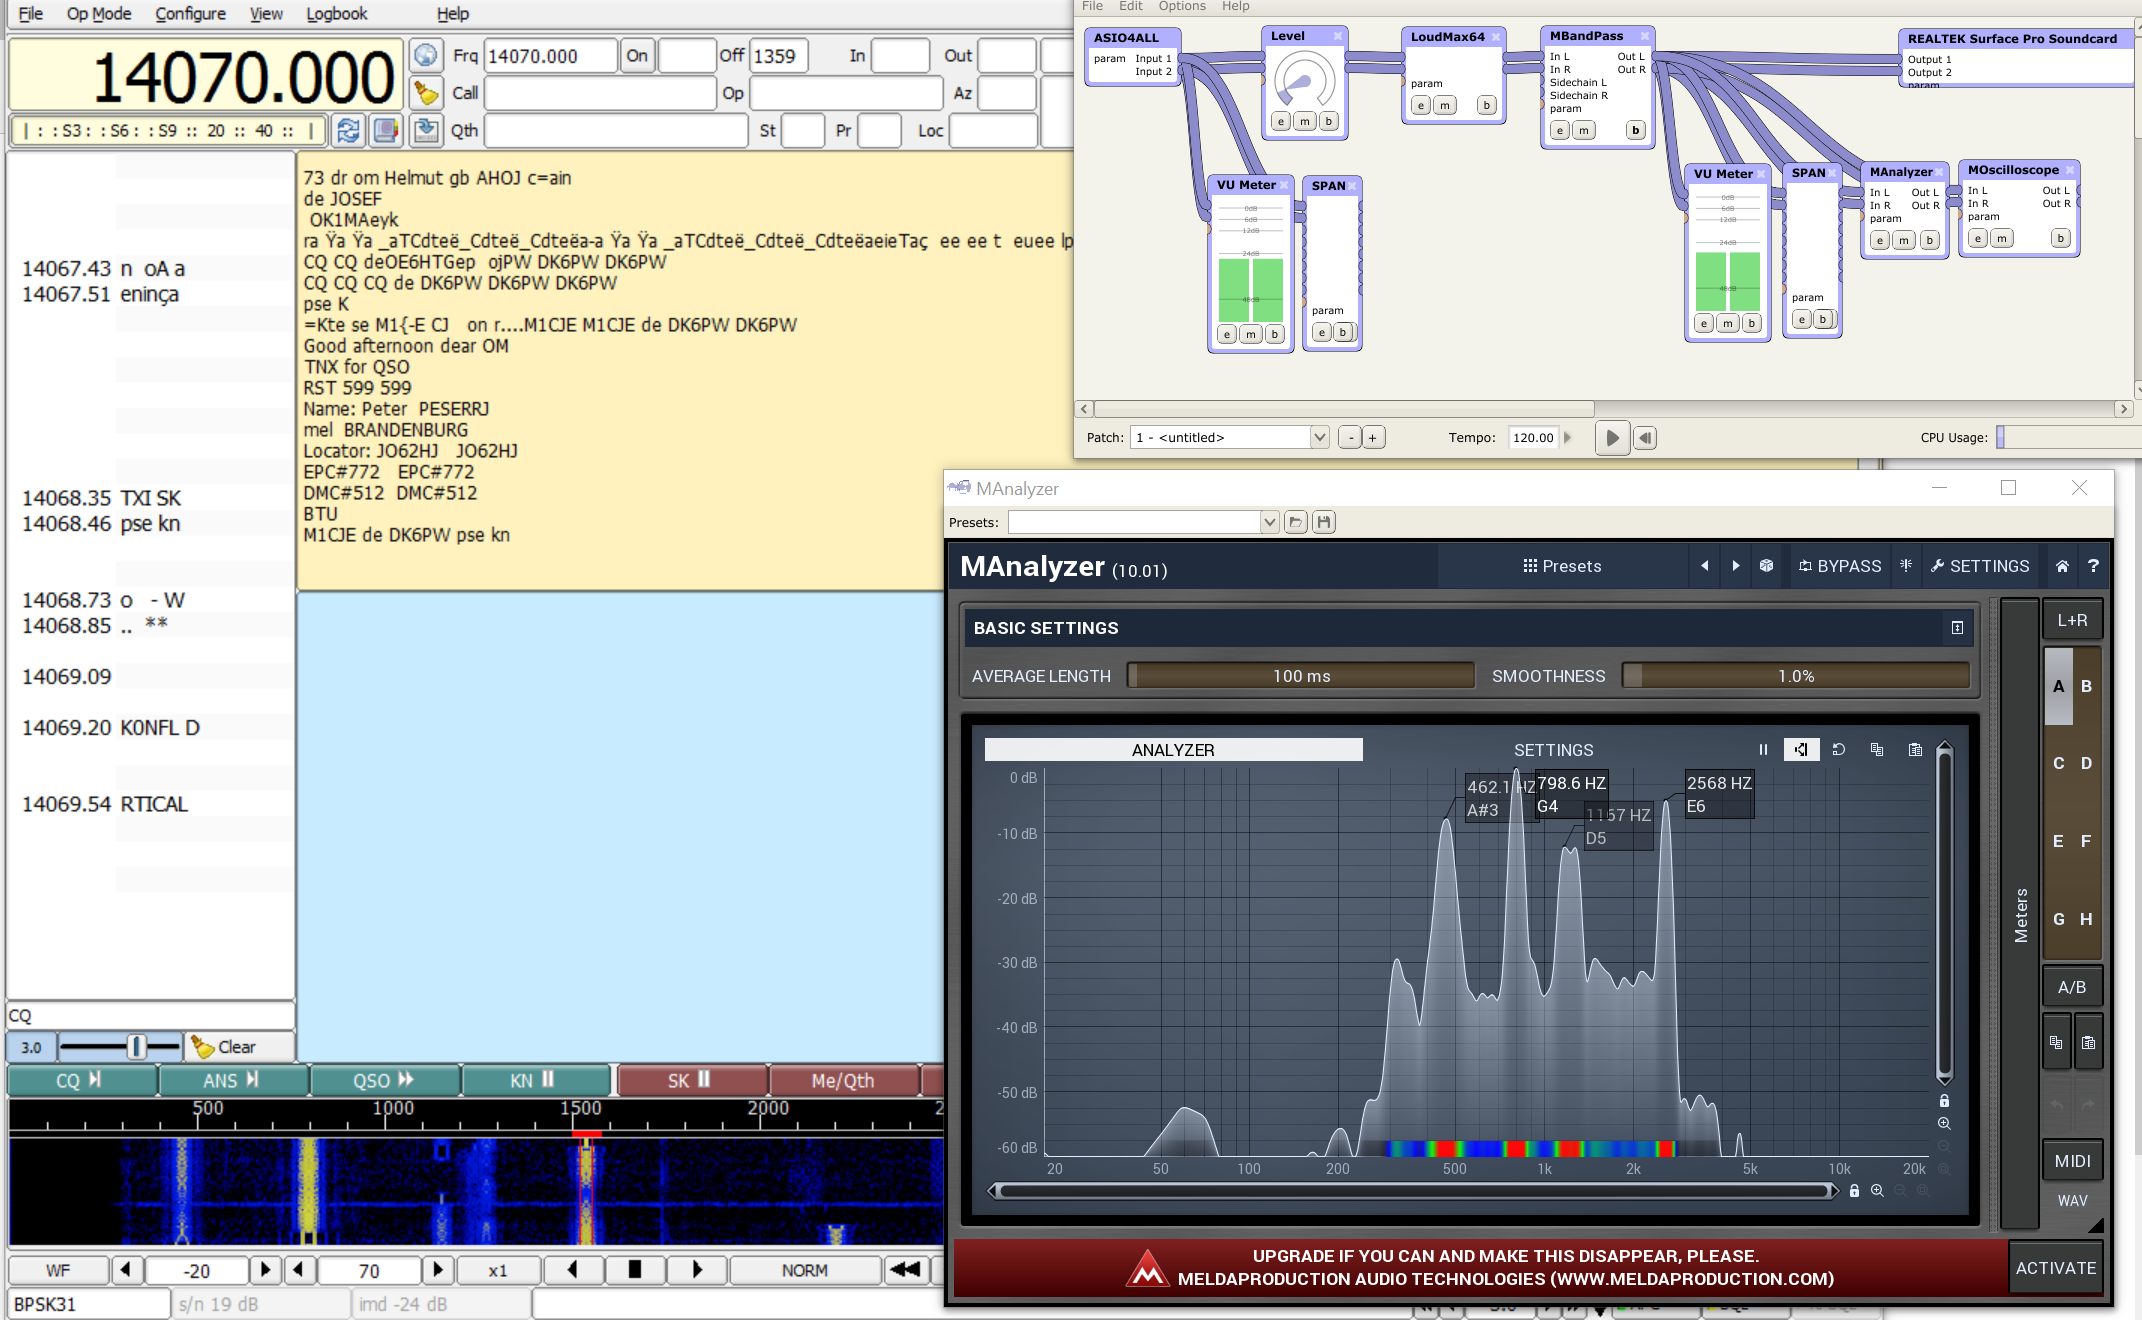 File Op Mode Configure View Logbook Help
14070.000
Frq 14070.000 On Off 1359 In Out
Call Op Az
| : : S3 : : S6 : : S9 :: 20 :: 40 :: |
Qth St Pr Loc
73 dr om Helmut gb AHOJ c=ain
de JOSEF
OK1MAeyk
ra Ÿa Ÿa _aTCdteë_Cdteë_Cdteëa-a Ÿa Ÿa _aTCdteë_Cdteë_CdteëaeieTaç ee ee t euee lp
CQ CQ deOE6HTGep ojPW DK6PW DK6PW
CQ CQ CQ de DK6PW DK6PW DK6PW
pse K
=Kte se M1{-E CJ on r....M1CJE M1CJE de DK6PW DK6PW
Good afternoon dear OM
TNX for QSO
RST 599 599
Name: Peter PESERRJ
mel BRANDENBURG
Locator: JO62HJ JO62HJ
EPC#772 EPC#772
DMC#512 DMC#512
BTU
M1CJE de DK6PW pse kn
14067.43 n oA a
14067.51 eninça
14068.35 TXI SK
14068.46 pse kn
14068.73 o - W
14068.85 .. **
14069.09
14069.20 K0NFL D
14069.54 RTICAL
CQ
3.0 Clear
CQ ANS QSO KN SK Me/Qth
500 1000 1500 2000 2
WF -20 70 x1 NORM
BPSK31 s/n 19 dB imd -24 dB
File Edit Options Help
ASIO4ALL
param Input 1
Input 2
Level
e m b
LoudMax64
param
e m b
MBandPass
In L Out L
In R Out R
Sidechain L
Sidechain R
param
e m b
REALTEK Surface Pro Soundcard
Output 1
Output 2
param
VU Meter
0dB
6dB
12dB
24dB
48dB
e m b
SPAN
param
e b
VU Meter
0dB
6dB
12dB
24dB
48dB
e m b
SPAN
param
e b
MAnalyzer
In L Out L
In R Out R
param
e m b
MOscilloscope
In L Out L
In R Out R
param
e m b
Patch: 1 - <untitled> - + Tempo: 120.00 CPU Usage:
MAnalyzer
Presets:
MAnalyzer (10.01) Presets BYPASS SETTINGS ?
BASIC SETTINGS
AVERAGE LENGTH 100 ms SMOOTHNESS 1.0%
ANALYZER SETTINGS
462.1 HZ
A#3
798.6 HZ
G4
1167 HZ
D5
2568 HZ
E6
0 dB
-10 dB
-20 dB
-30 dB
-40 dB
-50 dB
-60 dB
20 50 100 200 500 1k 2k 5k 10k 20k
Meters
L+R
A B
C D
E F
G H
A/B
MIDI
WAV
UPGRADE IF YOU CAN AND MAKE THIS DISAPPEAR, PLEASE.
MELDAPRODUCTION AUDIO TECHNOLOGIES (WWW.MELDAPRODUCTION.COM)
ACTIVATE